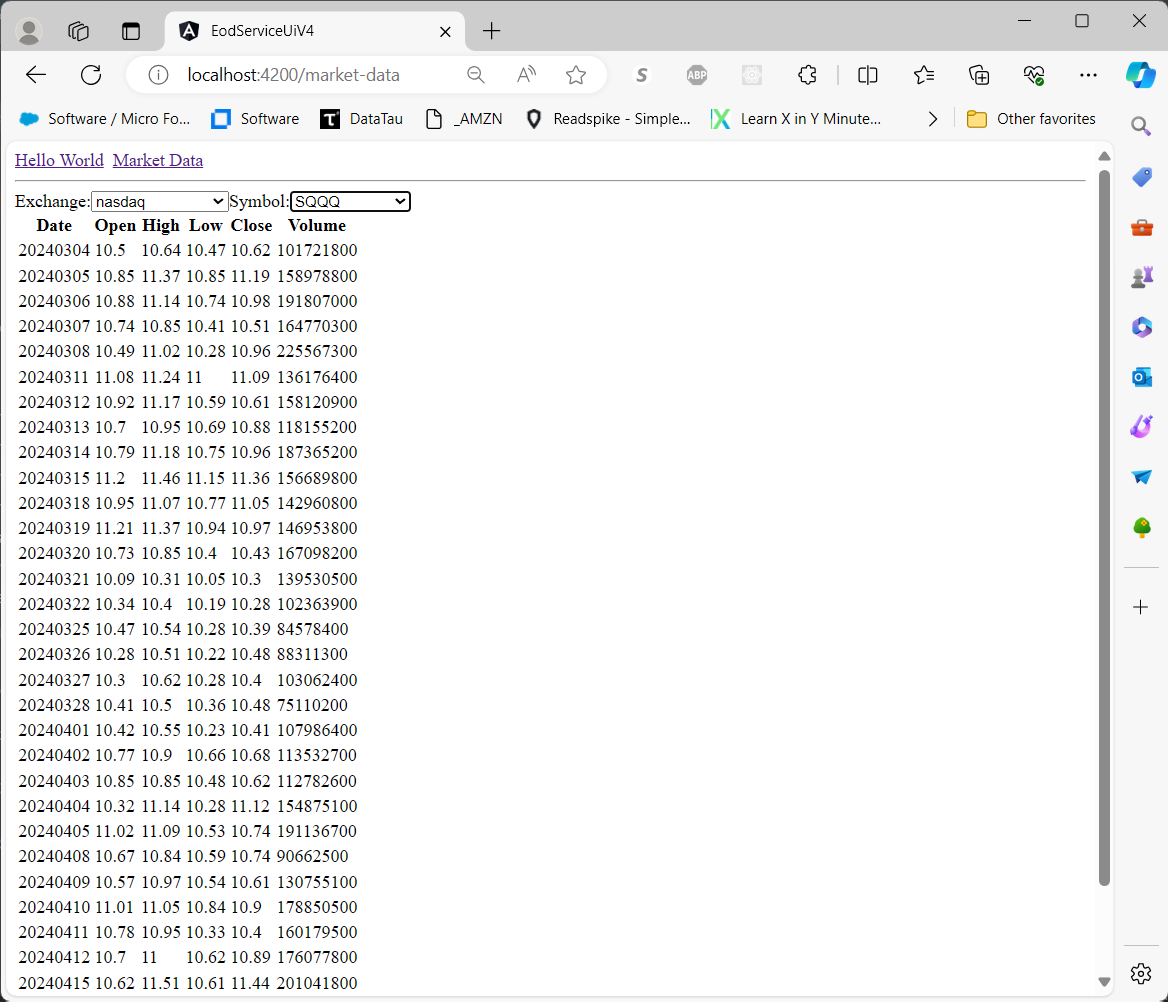 EodServiceUiV4
localhost:4200/market-data
Software / Micro Fo... Software DataTau _AMZN Readspike - Simple... Learn X in Y Minute... Other favorites
Hello World Market Data
Exchange: nasdaq Symbol: SQQQ
Date Open High Low Close Volume
20240304 10.5 10.64 10.47 10.62 101721800
20240305 10.85 11.37 10.85 11.19 158978800
20240306 10.88 11.14 10.74 10.98 191807000
20240307 10.74 10.85 10.41 10.51 164770300
20240308 10.49 11.02 10.28 10.96 225567300
20240311 11.08 11.24 11 11.09 136176400
20240312 10.92 11.17 10.59 10.61 158120900
20240313 10.7 10.95 10.69 10.88 118155200
20240314 10.79 11.18 10.75 10.96 187365200
20240315 11.2 11.46 11.15 11.36 156689800
20240318 10.95 11.07 10.77 11.05 142960800
20240319 11.21 11.37 10.94 10.97 146953800
20240320 10.73 10.85 10.4 10.43 167098200
20240321 10.09 10.31 10.05 10.3 139530500
20240322 10.34 10.4 10.19 10.28 102363900
20240325 10.47 10.54 10.28 10.39 84578400
20240326 10.28 10.51 10.22 10.48 88311300
20240327 10.3 10.62 10.28 10.4 103062400
20240328 10.41 10.5 10.36 10.48 75110200
20240401 10.42 10.55 10.23 10.41 107986400
20240402 10.77 10.9 10.66 10.68 113532700
20240403 10.85 10.85 10.48 10.62 112782600
20240404 10.32 11.14 10.28 11.12 154875100
20240405 11.02 11.09 10.53 10.74 191136700
20240408 10.67 10.84 10.59 10.74 90662500
20240409 10.57 10.97 10.54 10.61 130755100
20240410 11.01 11.05 10.84 10.9 178850500
20240411 10.78 10.95 10.33 10.4 160179500
20240412 10.7 11 10.62 10.89 176077800
20240415 10.62 11.51 10.61 11.44 201041800